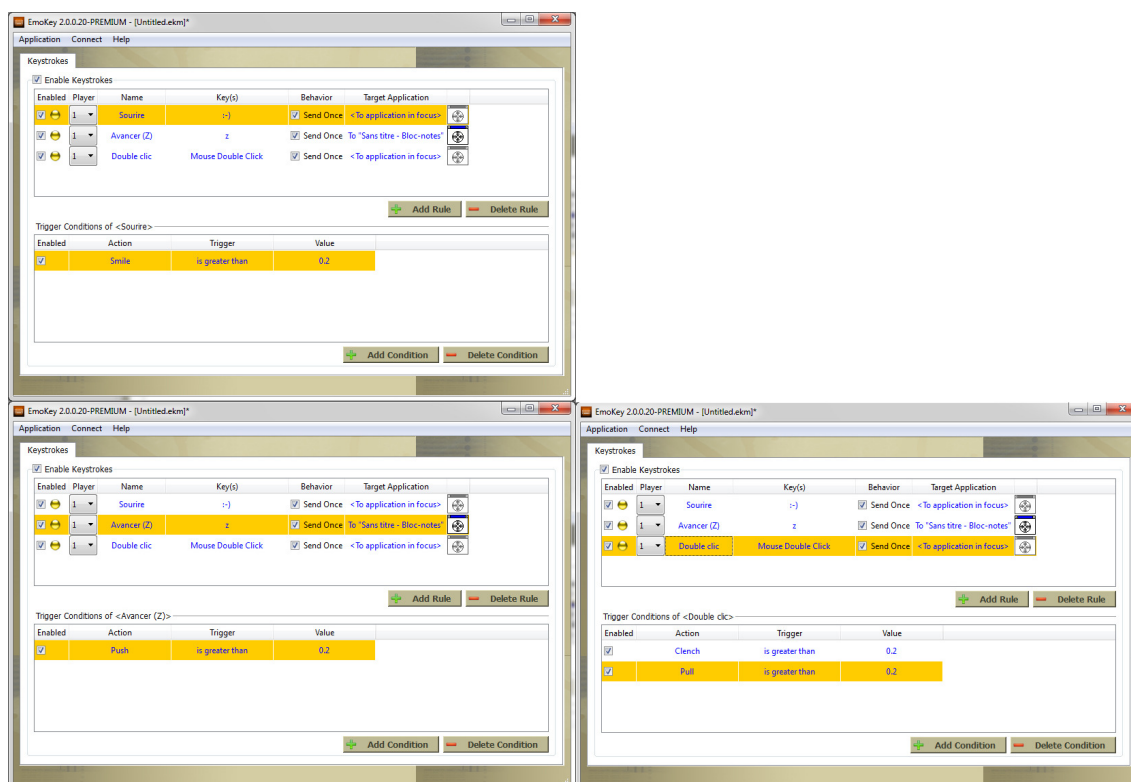 EmoKey 2.0.0.20-PREMIUM - [Untitled.ekm]*
Application Connect Help
Keystrokes
Enable Keystrokes
Enabled Player Name Key(s) Behavior Target Application
1 Sourire :-) Send Once <To application in focus>
1 Avancer (Z) z Send Once To "Sans titre - Bloc-notes"
1 Double clic Mouse Double Click Send Once <To application in focus>
Add Rule Delete Rule
Trigger Conditions of <Sourire>
Enabled Action Trigger Value
Smile is greater than 0.2
Add Condition Delete Condition
EmoKey 2.0.0.20-PREMIUM - [Untitled.ekm]*
Application Connect Help
Keystrokes
Enable Keystrokes
Enabled Player Name Key(s) Behavior Target Application
1 Sourire :-) Send Once <To application in focus>
1 Avancer (Z) z Send Once To "Sans titre - Bloc-notes"
1 Double clic Mouse Double Click Send Once <To application in focus>
Add Rule Delete Rule
Trigger Conditions of <Avancer (Z)>
Enabled Action Trigger Value
Push is greater than 0.2
Add Condition Delete Condition
EmoKey 2.0.0.20-PREMIUM - [Untitled.ekm]*
Application Connect Help
Keystrokes
Enable Keystrokes
Enabled Player Name Key(s) Behavior Target Application
1 Sourire :-) Send Once <To application in focus>
1 Avancer (Z) z Send Once To "Sans titre - Bloc-notes"
1 Double clic Mouse Double Click Send Once <To application in focus>
Add Rule Delete Rule
Trigger Conditions of <Double clic>
Enabled Action Trigger Value
Clench is greater than 0.2
Pull is greater than 0.2
Add Condition Delete Condition